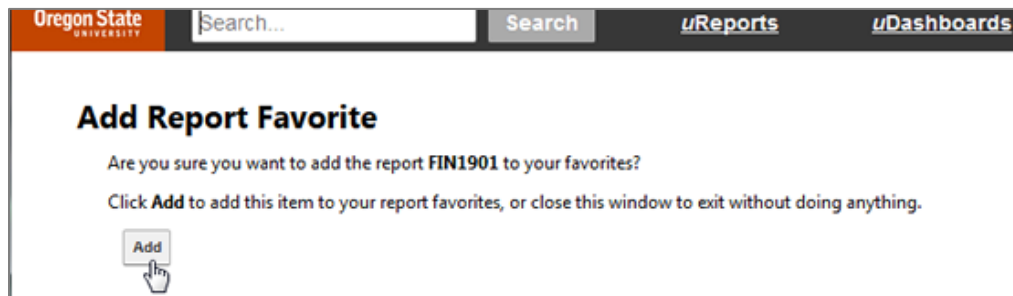 Oregon State
UNIVERSITY
Search...
Search
uReports
uDashboards
Add Report Favorite
Are you sure you want to add the report FIN1901 to your favorites?
Click Add to add this item to your report favorites, or close this window to exit without doing anything.
Add